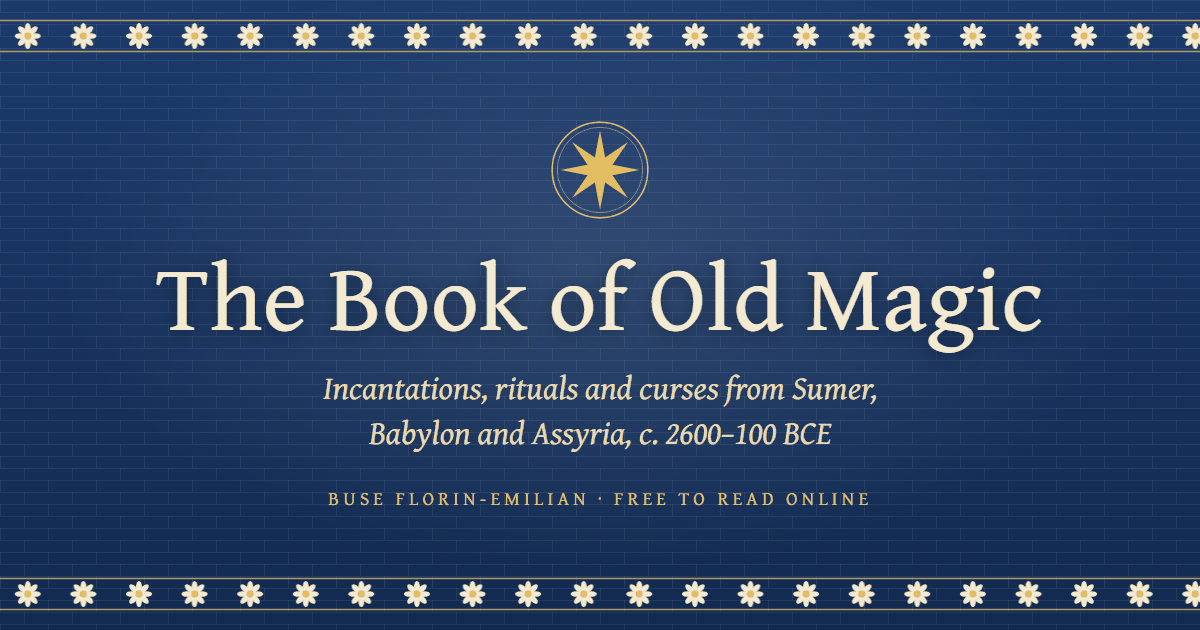 The Book of Old Magic
Incantations, rituals and curses from Sumer,
Babylon and Assyria, c. 2600–100 BCE
BUSE FLORIN-EMILIAN · FREE TO READ ONLINE